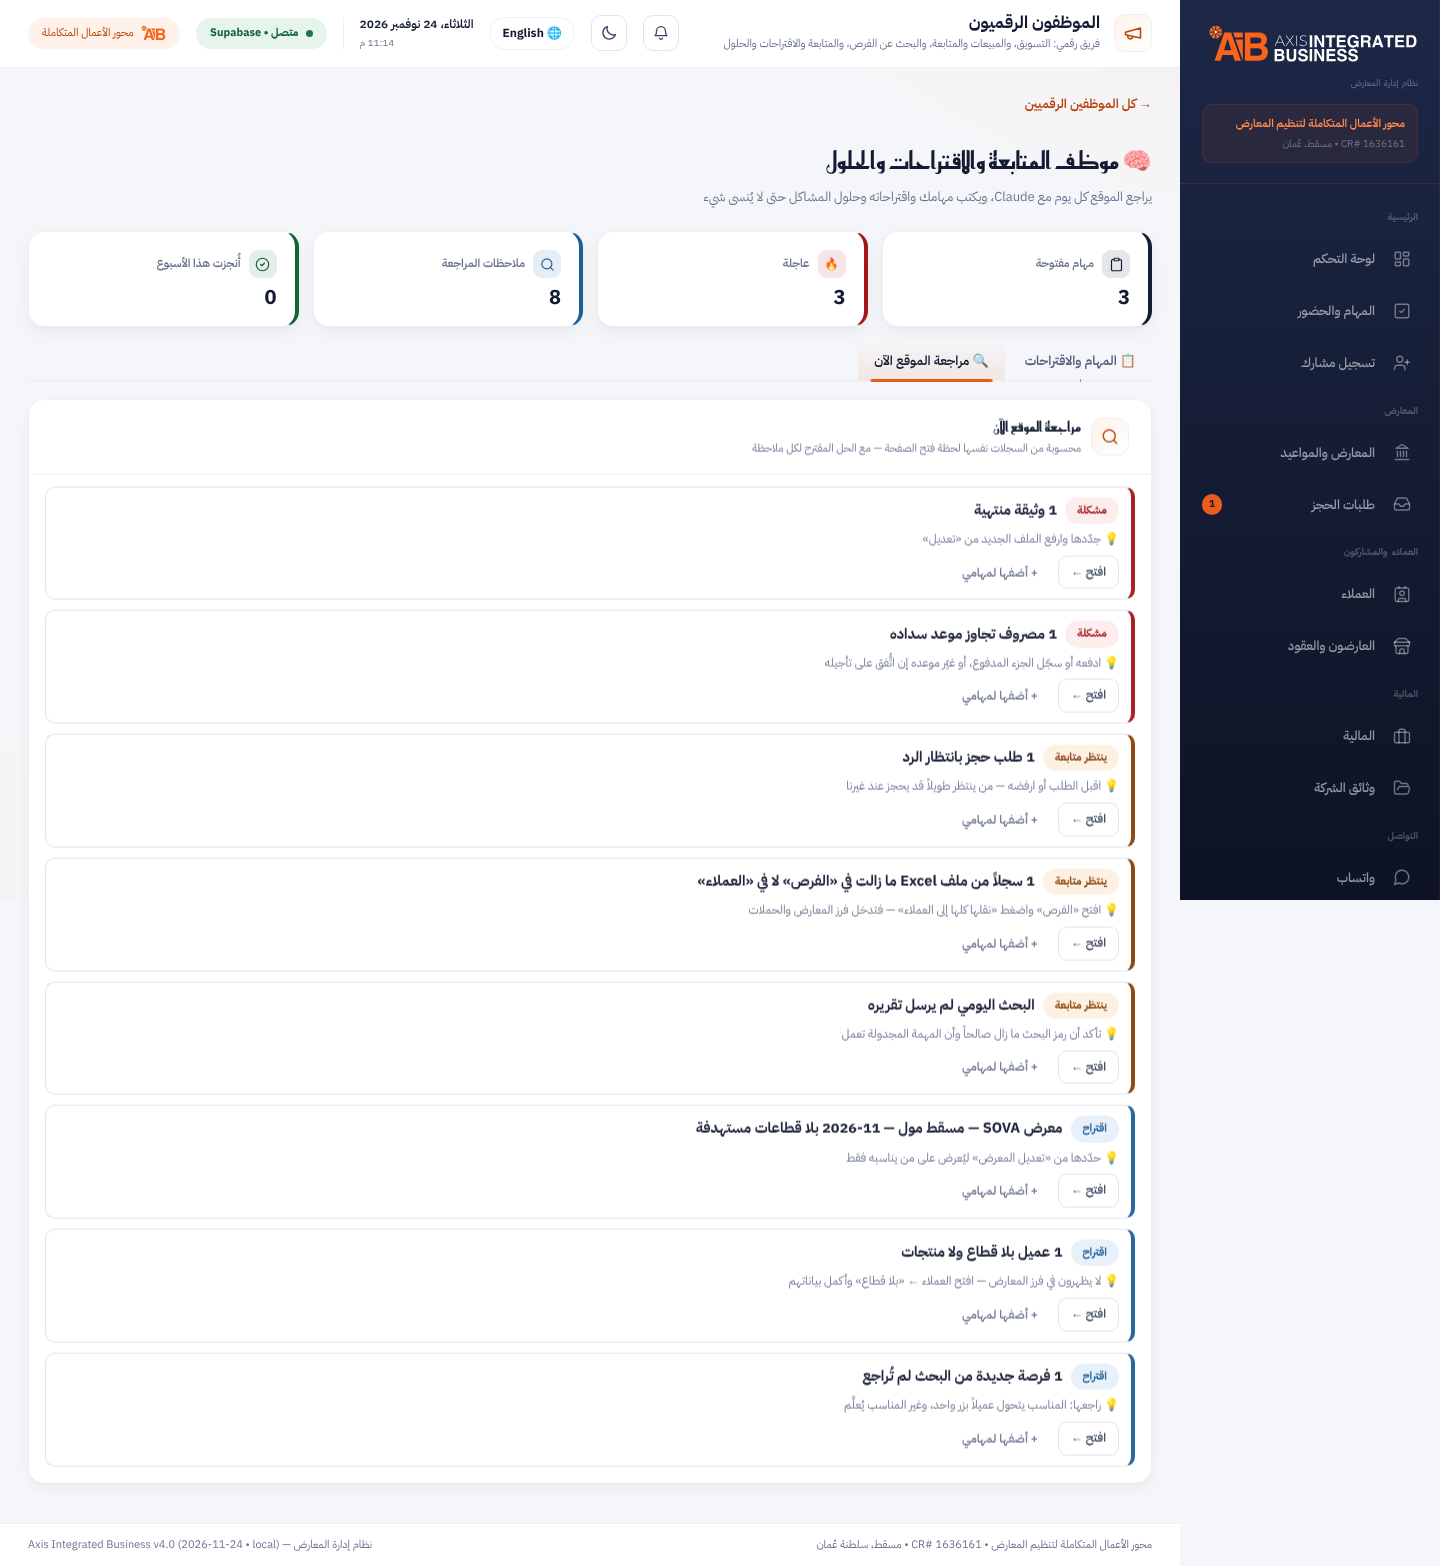 AXIS INTEGRATED
AiB BUSINESS
نظام إدارة المعارض
محور الأعمال المتكاملة لتنظيم المعارض
CR# 1636161 • مسقط، عُمان
الرئيسية
لوحة التحكم
المهام والحضور
تسجيل مشارك
المعارض
المعارض والمواعيد
طلبات الحجز
1
العملاء والمشاركون
العملاء
العارضون والعقود
المالية
المالية
وثائق الشركة
التواصل
واتساب
الموظفون الرقميون
فريق رقمي: التسويق، والمبيعات والمتابعة، والبحث عن الفرص، والمتابعة والاقتراحات والحلول
🌐 English
الثلاثاء، 24 نوفمبر 2026
11:14 م
متصل • Supabase
AiB محور الأعمال المتكاملة
→ كل الموظفين الرقميين
🧠 موظف المتابعة والاقتراحات والحلول
يراجع الموقع كل يوم مع Claude، ويكتب مهامك واقتراحاته وحلول المشاكل حتى لا يُنسى شيء
مهام مفتوحة
3
🔥 عاجلة
3
ملاحظات المراجعة
8
أُنجزت هذا الأسبوع
0
📋 المهام والاقتراحات
🔍 مراجعة الموقع الآن
مراجعة الموقع الآن
محسوبة من السجلات نفسها لحظة فتح الصفحة — مع الحل المقترح لكل ملاحظة
مشكلة 1 وثيقة منتهية
💡 جدّدها وارفع الملف الجديد من «تعديل»
افتح ← + أضفها لمهامي
مشكلة 1 مصروف تجاوز موعد سداده
💡 ادفعه أو سجّل الجزء المدفوع، أو غيّر موعده إن اتُّفق على تأجيله
افتح ← + أضفها لمهامي
ينتظر متابعة 1 طلب حجز بانتظار الرد
💡 اقبل الطلب أو ارفضه — من ينتظر طويلاً قد يحجز عند غيرنا
افتح ← + أضفها لمهامي
ينتظر متابعة 1 سجلاً من ملف Excel ما زالت في «الفرص» لا في «العملاء»
💡 افتح «الفرص» واضغط «نقلها كلها إلى العملاء» — فتدخل فرز المعارض والحملات
افتح ← + أضفها لمهامي
ينتظر متابعة البحث اليومي لم يرسل تقريره
💡 تأكد أن رمز البحث ما زال صالحاً وأن المهمة المجدولة تعمل
افتح ← + أضفها لمهامي
اقتراح معرض SOVA — مسقط مول — 11-2026 بلا قطاعات مستهدفة
💡 حدّدها من «تعديل المعرض» ليُعرض على من يناسبه فقط
افتح ← + أضفها لمهامي
اقتراح 1 عميل بلا قطاع ولا منتجات
💡 لا يظهرون في فرز المعارض — افتح العملاء ← «بلا قطاع» وأكمل بياناتهم
افتح ← + أضفها لمهامي
اقتراح 1 فرصة جديدة من البحث لم تُراجع
💡 راجعها: المناسب يتحول عميلاً بزر واحد، وغير المناسب يُعلَّم
افتح ← + أضفها لمهامي
محور الأعمال المتكاملة لتنظيم المعارض • CR# 1636161 • مسقط، سلطنة عُمان
نظام إدارة المعارض — Axis Integrated Business v4.0 (2026-11-24 • local)